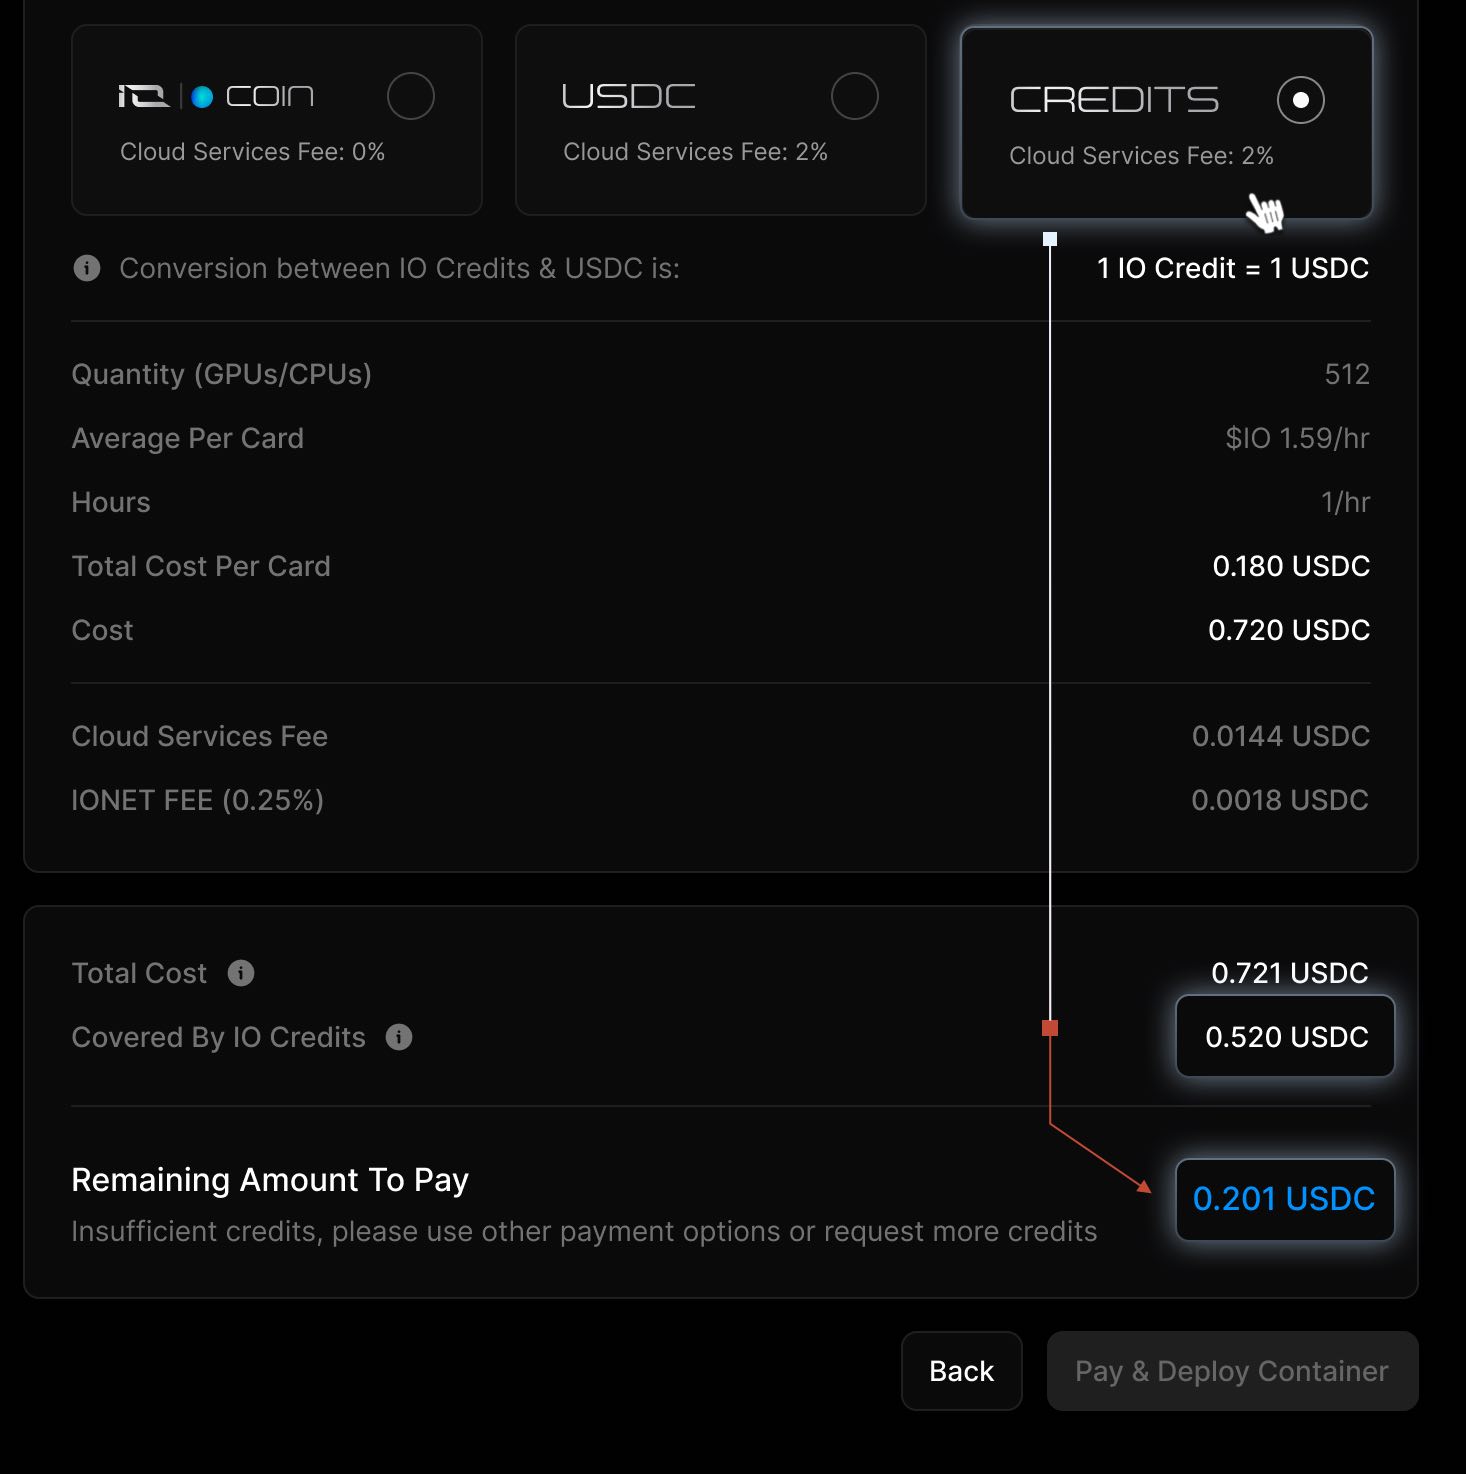 IO | COIN
Cloud Services Fee: 0%
USDC
Cloud Services Fee: 2%
CREDITS
Cloud Services Fee: 2%
Conversion between IO Credits & USDC is: 1 IO Credit = 1 USDC
Quantity (GPUs/CPUs) 512
Average Per Card $IO 1.59/hr
Hours 1/hr
Total Cost Per Card 0.180 USDC
Cost 0.720 USDC
Cloud Services Fee 0.0144 USDC
IONET FEE (0.25%) 0.0018 USDC
Total Cost 0.721 USDC
Covered By IO Credits 0.520 USDC
Remaining Amount To Pay 0.201 USDC
Insufficient credits, please use other payment options or request more credits
Back Pay & Deploy Container